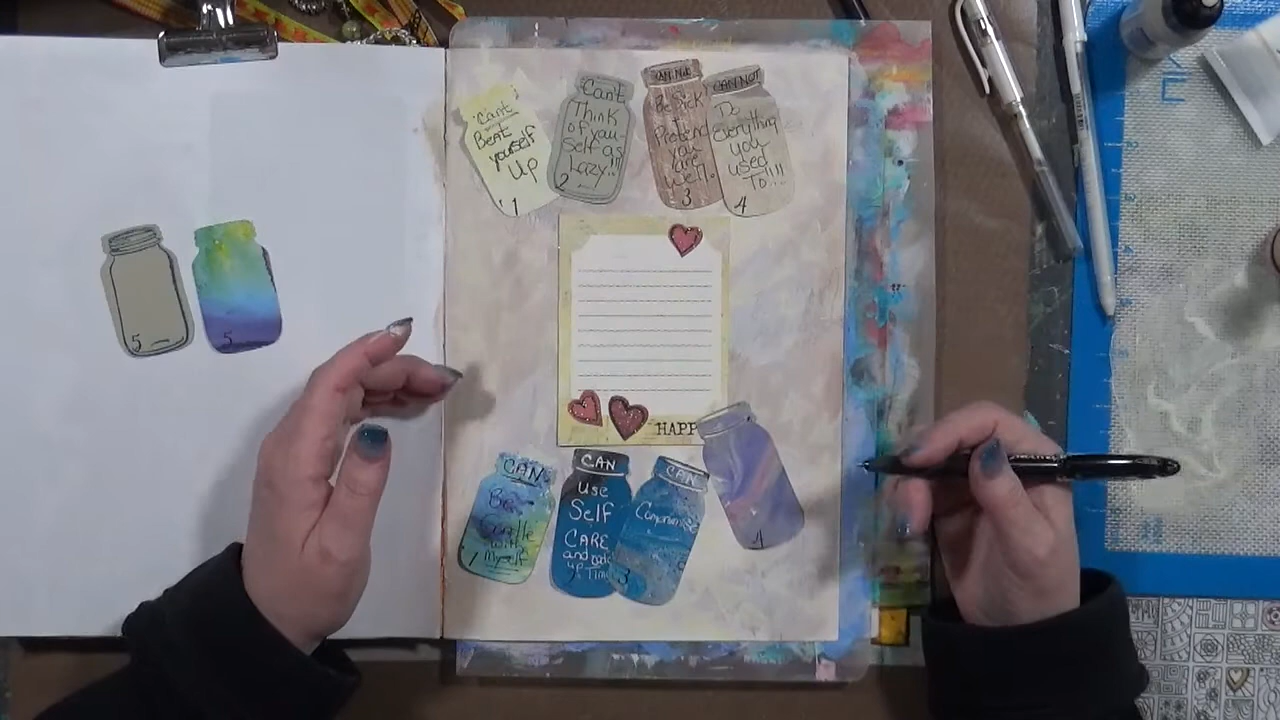 Can't
Beat
yourself
Up
1
Can't
Think
of your
Self as
Lazy!!
2
CAN NOT
Be Sick
Pretend
you
are
well.
3
CAN NOT
Do
everything
you
used
To!!!
4
5
5
HAPP
CAN
Be
Gentle
with
Myself
1
CAN
Use
Self
CARE
and
up Time
CAN
Compromise
3
4